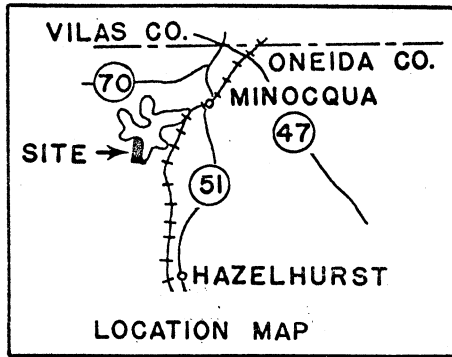 VILAS CO.
ONEIDA CO.
70
MINOCQUA
47
SITE
51
HAZELHURST
LOCATION MAP